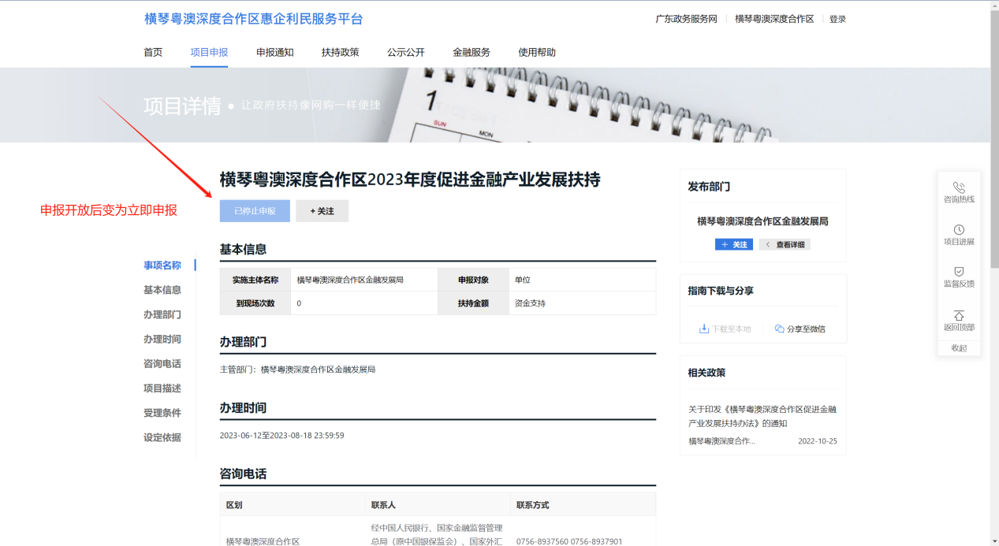 横琴粤澳深度合作区惠企利民服务平台
广东政务服务网 横琴粤澳深度合作区 登录
首页 项目申报 申报通知 扶持政策 公示公开 金融服务 使用帮助
项目详情 ● 让政府扶持像网购一样便捷
1
SUN MON
横琴粤澳深度合作区2023年度促进金融产业发展扶持
已停止申报 + 关注
申报开放后变为立即申报
事项名称
基本信息
办理部门
办理时间
咨询电话
项目描述
受理条件
设定依据
基本信息
实施主体名称 横琴粤澳深度合作区金融发展局 申报对象 单位
到现场次数 0 扶持金额 资金支持
办理部门
主管部门：横琴粤澳深度合作区金融发展局
办理时间
2023-06-12至2023-08-18 23:59:59
咨询电话
区划 联系人 联系方式
经中国人民银行、国家金融监督管理
横琴粤澳深度合作区 总局（原中国银保监会）、国家外汇 0756-8937560 0756-8937901
发布部门
横琴粤澳深度合作区金融发展局
+ 关注 < 查看详细
指南下载与分享
下载至本地 分享至微信
相关政策
关于印发《横琴粤澳深度合作区促进金融
产业发展扶持办法》的通知
横琴粤澳深度合作... 2022-10-25
咨询热线
项目进展
监督反馈
返回顶部
收起